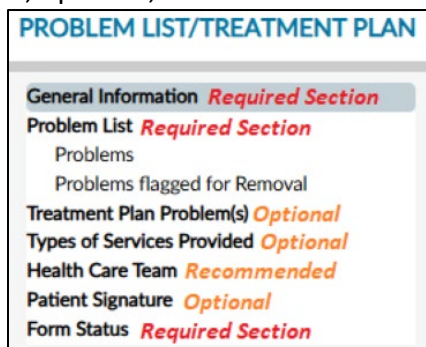 PROBLEM LIST/TREATMENT PLAN
General Information Required Section
Problem List Required Section
Problems
Problems flagged for Removal
Treatment Plan Problem(s) Optional
Types of Services Provided Optional
Health Care Team Recommended
Patient Signature Optional
Form Status Required Section